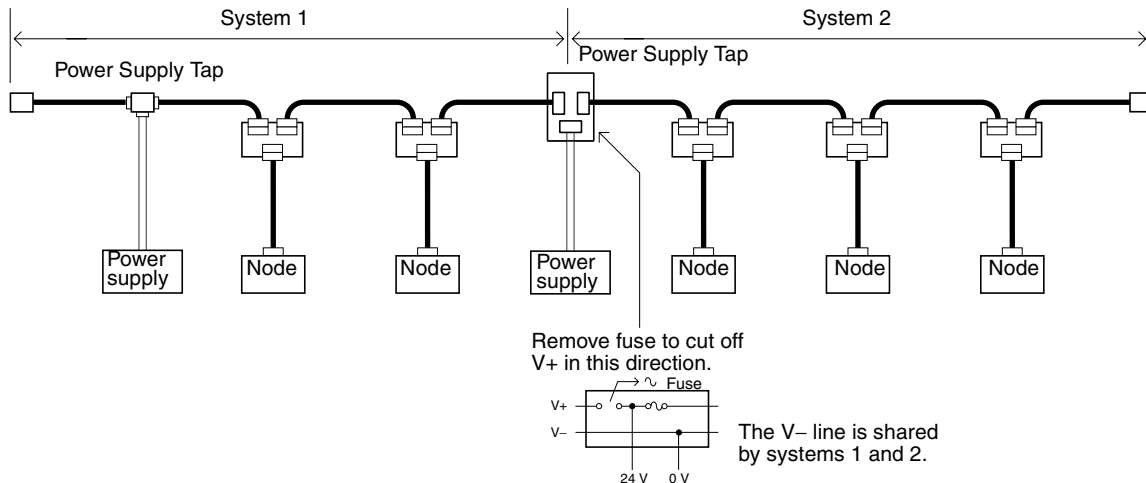 System 1
System 2
Power Supply Tap
Power Supply Tap
Power
supply
Node
Node
Power
supply
Node
Node
Node
Remove fuse to cut off
V+ in this direction.
Fuse
V+
V–
The V– line is shared
by systems 1 and 2.
24 V
0 V